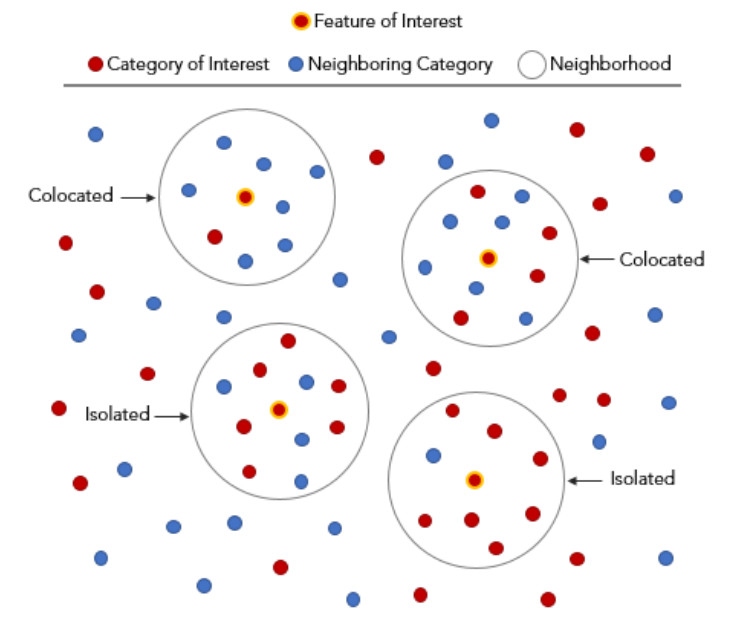 Feature of Interest
Category of Interest Neighboring Category Neighborhood
Colocated
Colocated
Isolated
Isolated